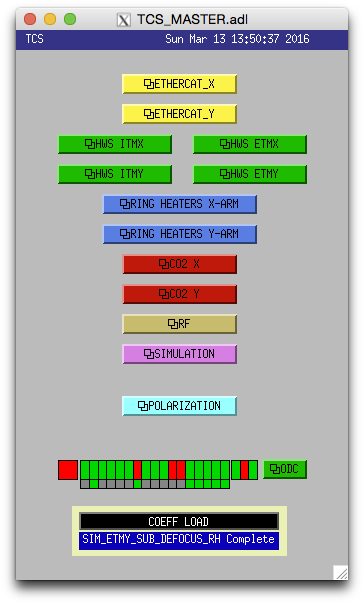 TCS_MASTER.adl
TCS Sun Mar 13 13:50:37 2016
ETHERCAT_X
ETHERCAT_Y
HWS ITMX HWS ETMX
HWS ITMY HWS ETMY
RING HEATERS X-ARM
RING HEATERS Y-ARM
CO2 X
CO2 Y
RF
SIMULATION
POLARIZATION
ODC
COEFF LOAD
SIM_ETMY_SUB_DEFOCUS_RH Complete